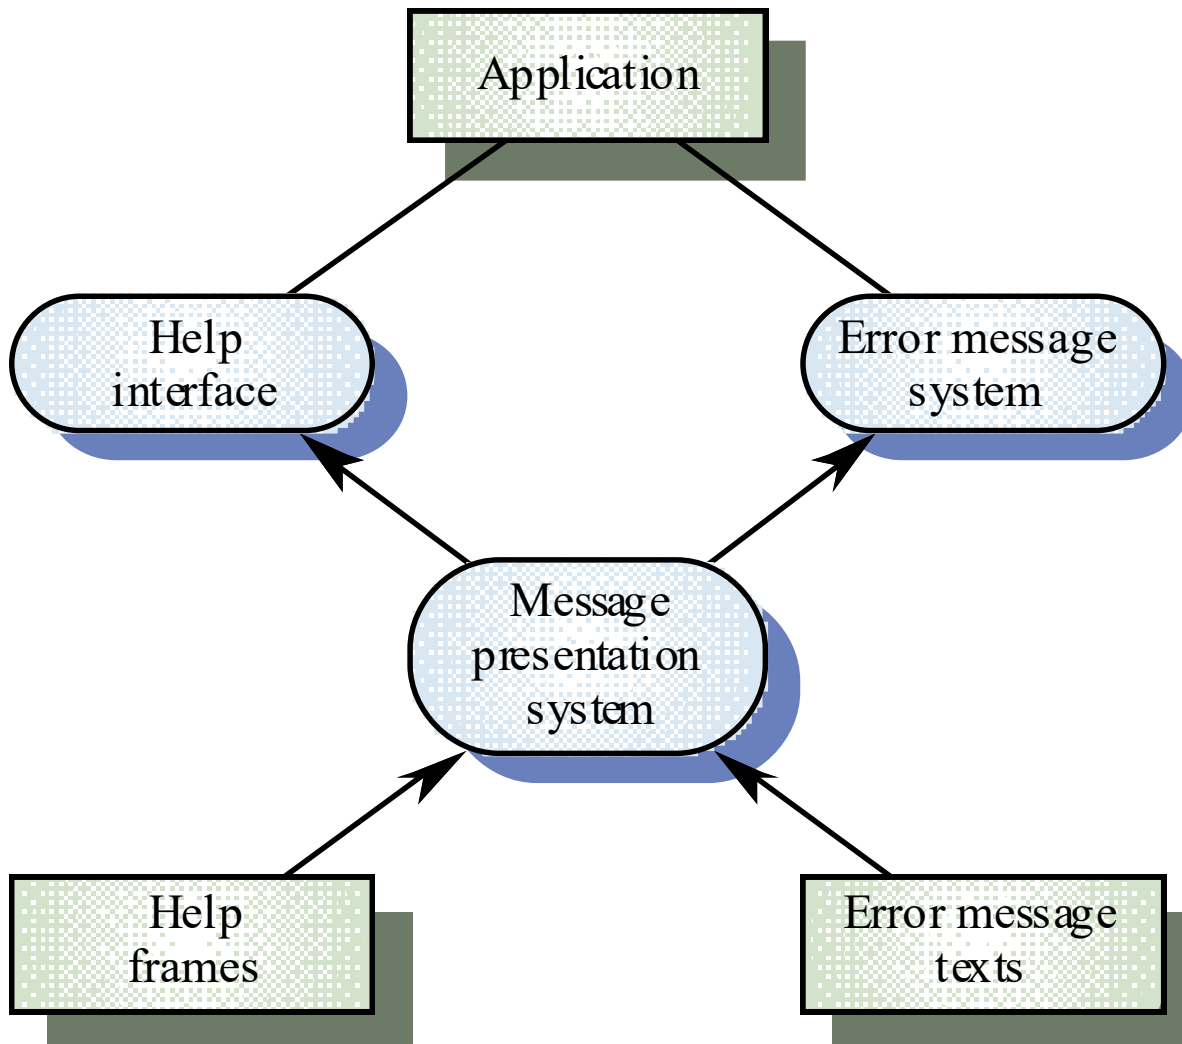 Application
Help
interface
Error message
system
Message
presentation
system
Help
frames
Error message
texts